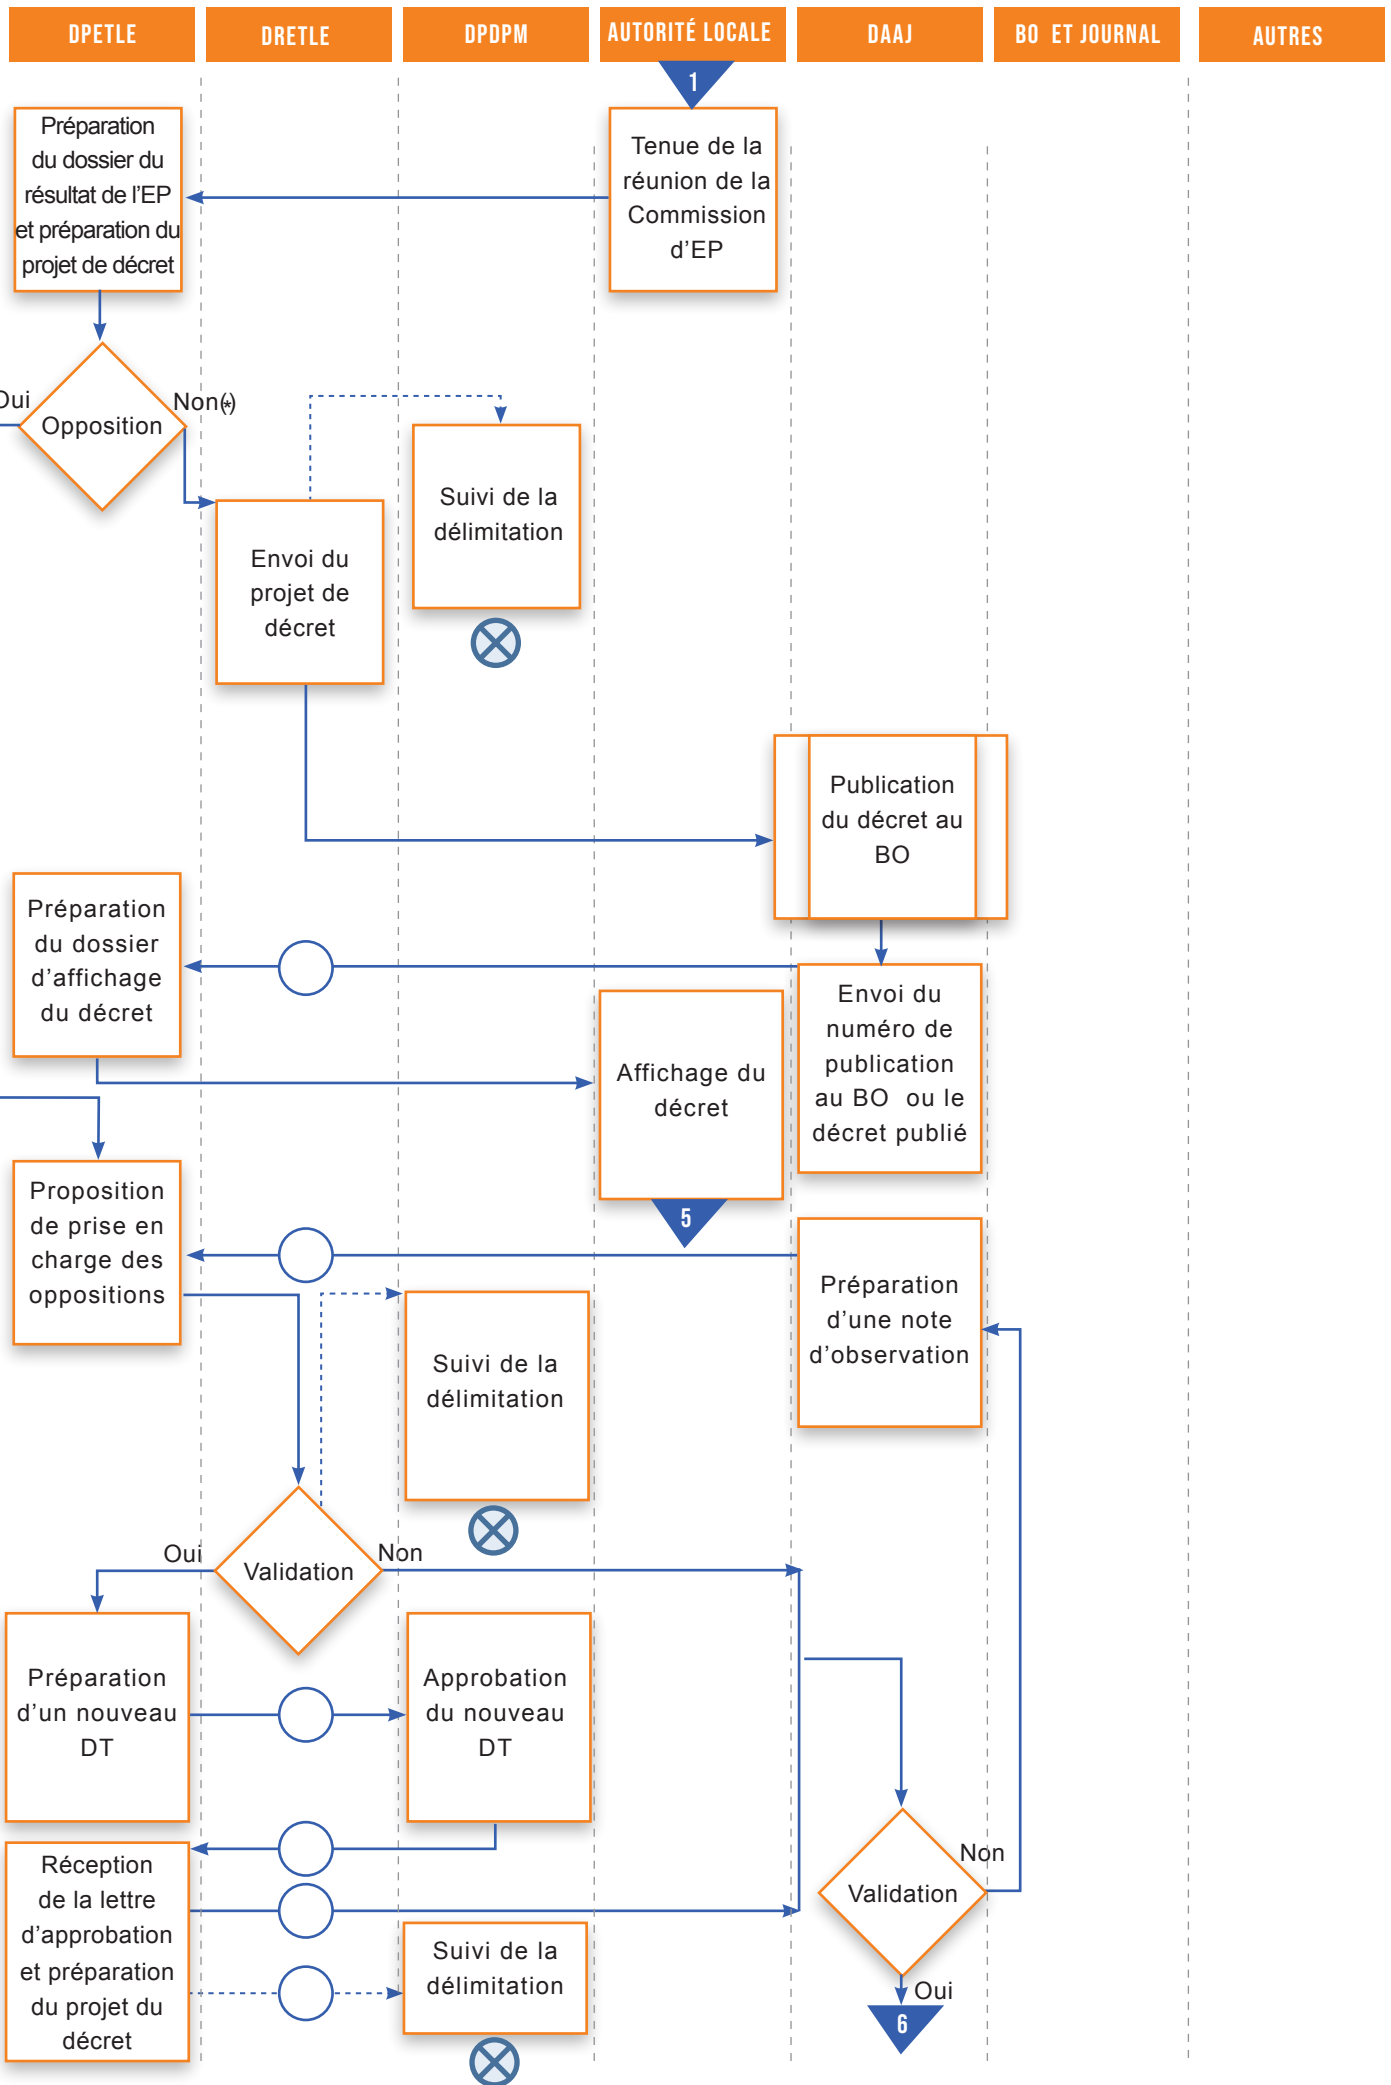 DPETLE
DRETLE
DPDPM
AUTORITÉ LOCALE
DAAJ
BO ET JOURNAL
AUTRES
1
Préparation
du dossier du
résultat de l'EP
et préparation du
projet de décret
Tenue de la
réunion de la
Commission
d'EP
Oui
Opposition
Non(*)
Suivi de la
délimitation
Envoi du
projet de
décret
Publication
du décret au
BO
Préparation
du dossier
d'affichage
du décret
Affichage du
décret
Envoi du
numéro de
publication
au BO ou le
décret publié
Proposition
de prise en
charge des
oppositions
5
Préparation
d'une note
d'observation
Suivi de la
délimitation
Oui
Validation
Non
Préparation
d'un nouveau
DT
Approbation
du nouveau
DT
Réception
de la lettre
d'approbation
et préparation
du projet du
décret
Suivi de la
délimitation
Validation
Non
Oui
6